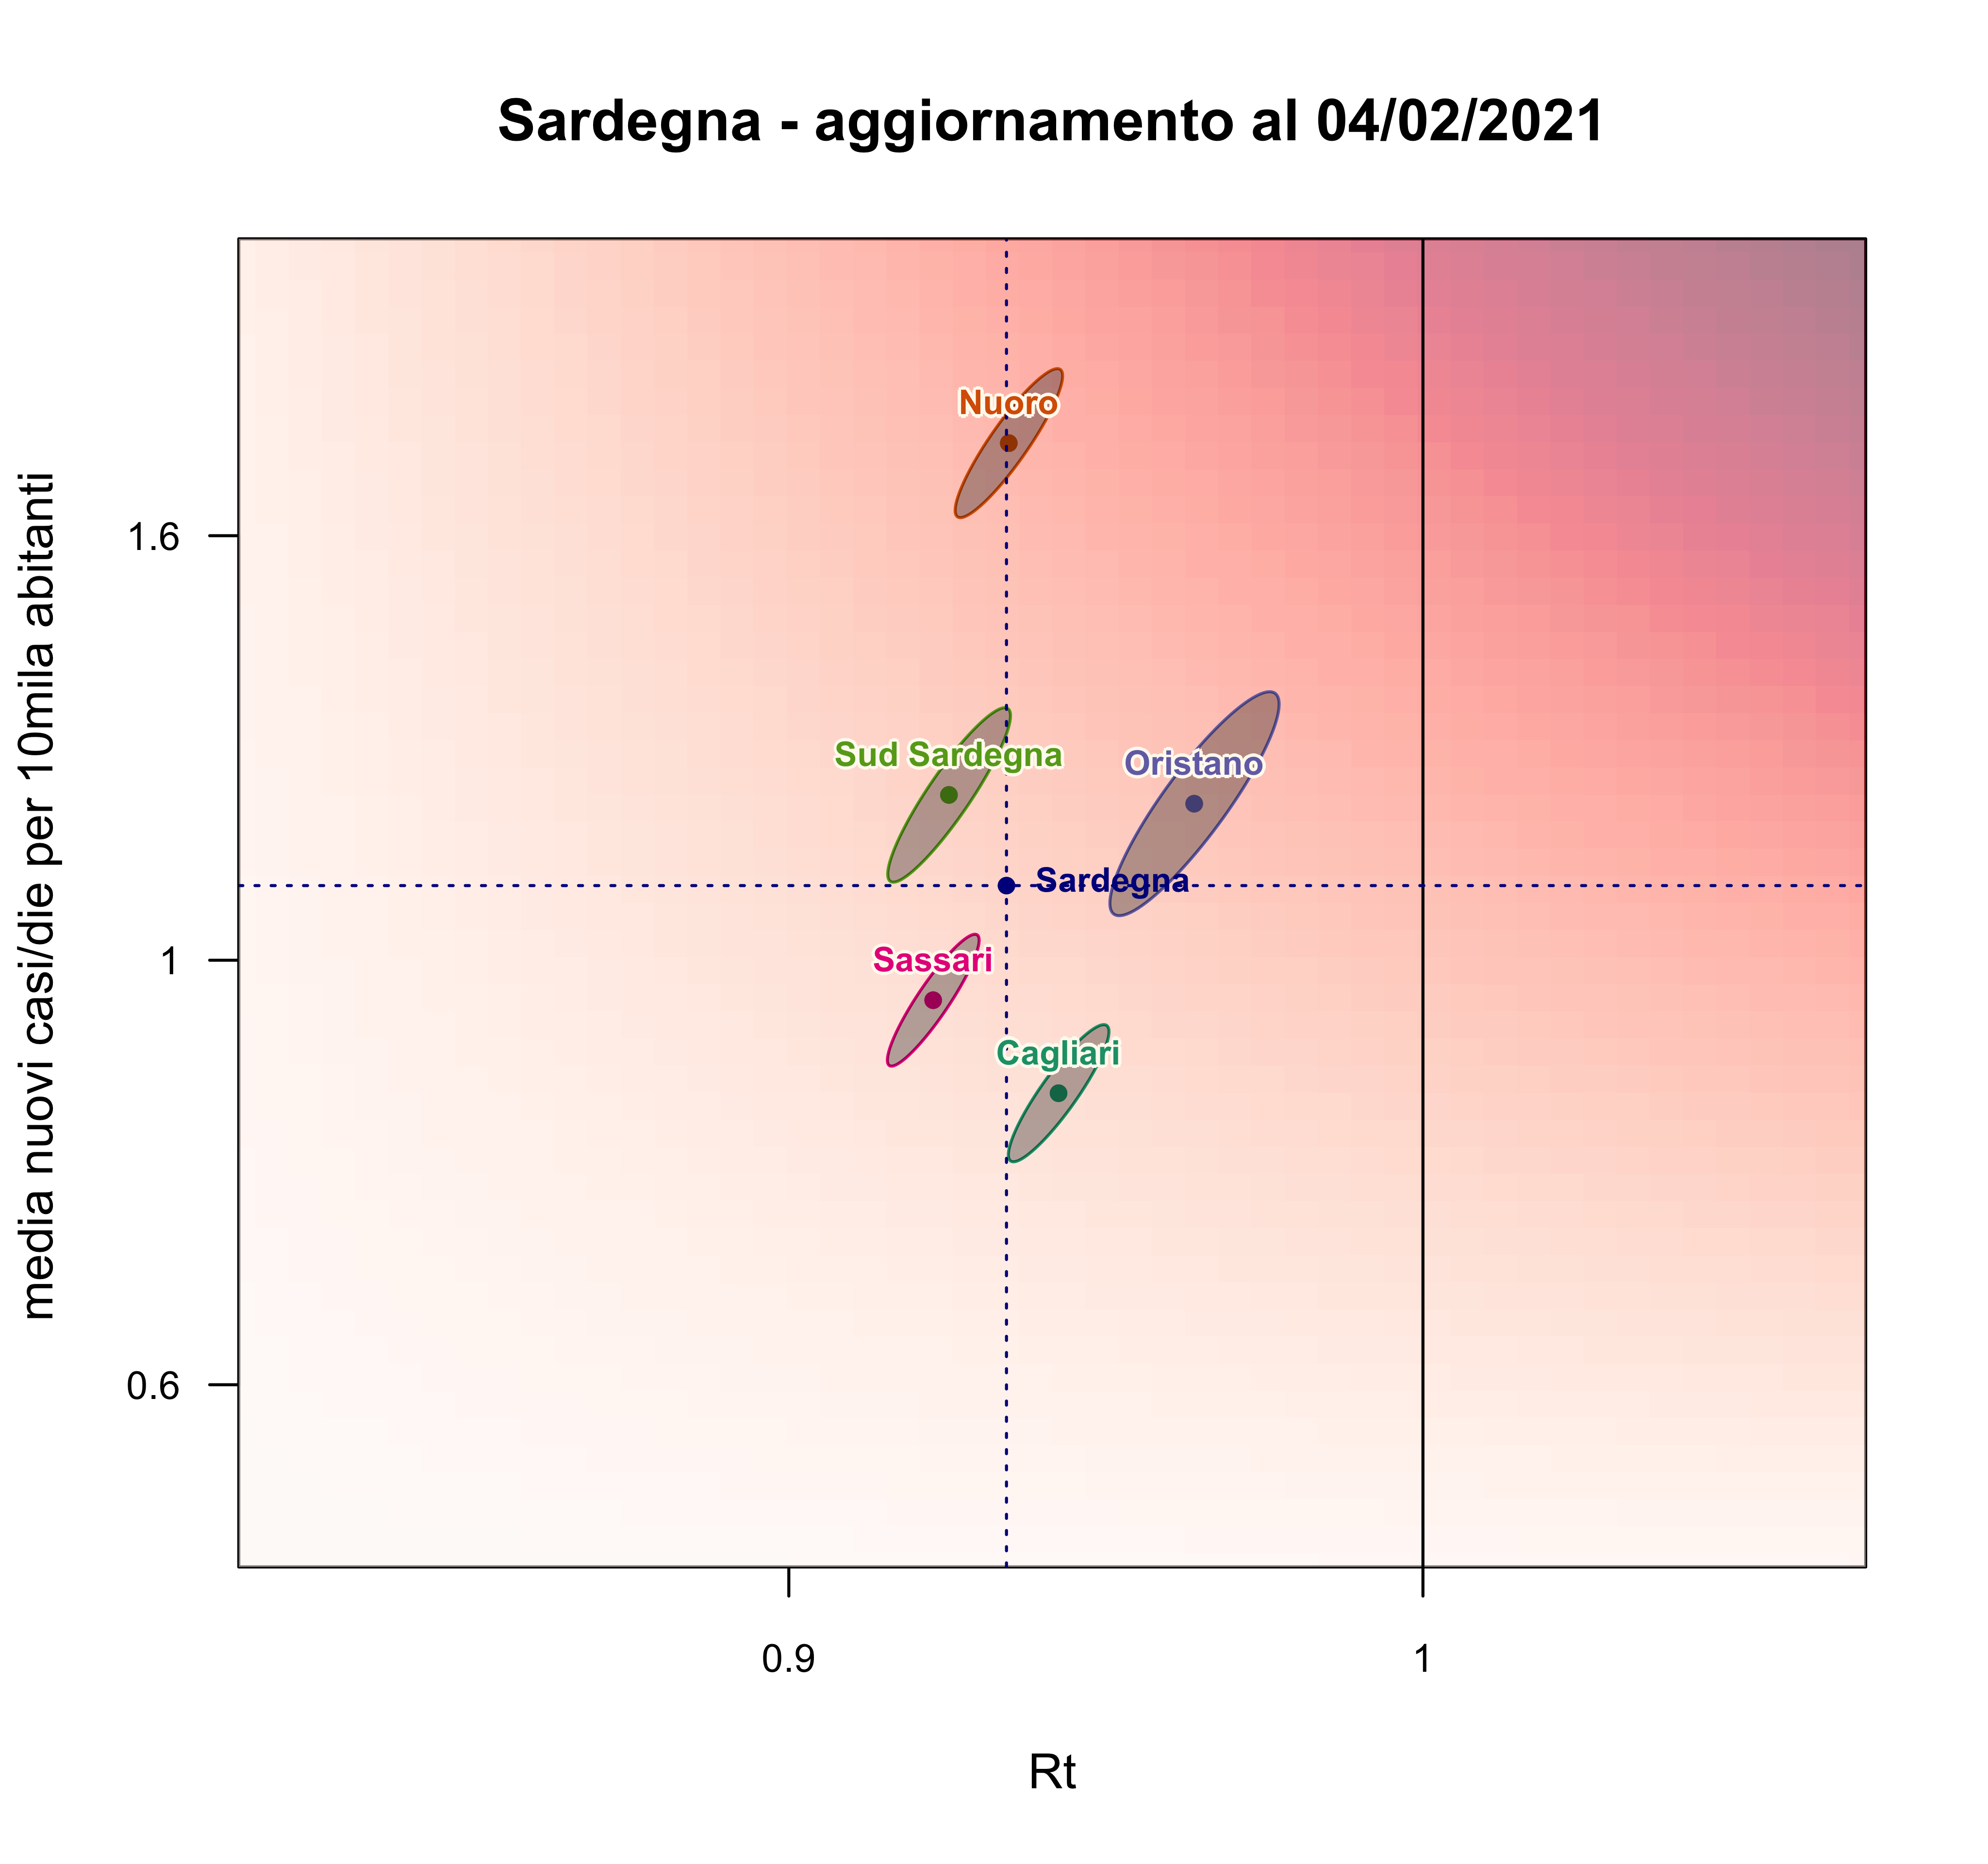 Sardegna - aggiornamento al 04/02/2021
media nuovi casi/die per 10mila abitanti
1.6
1
0.6
Nuoro
Sud Sardegna
Oristano
Sardegna
Sassari
Cagliari
0.9
1
Rt